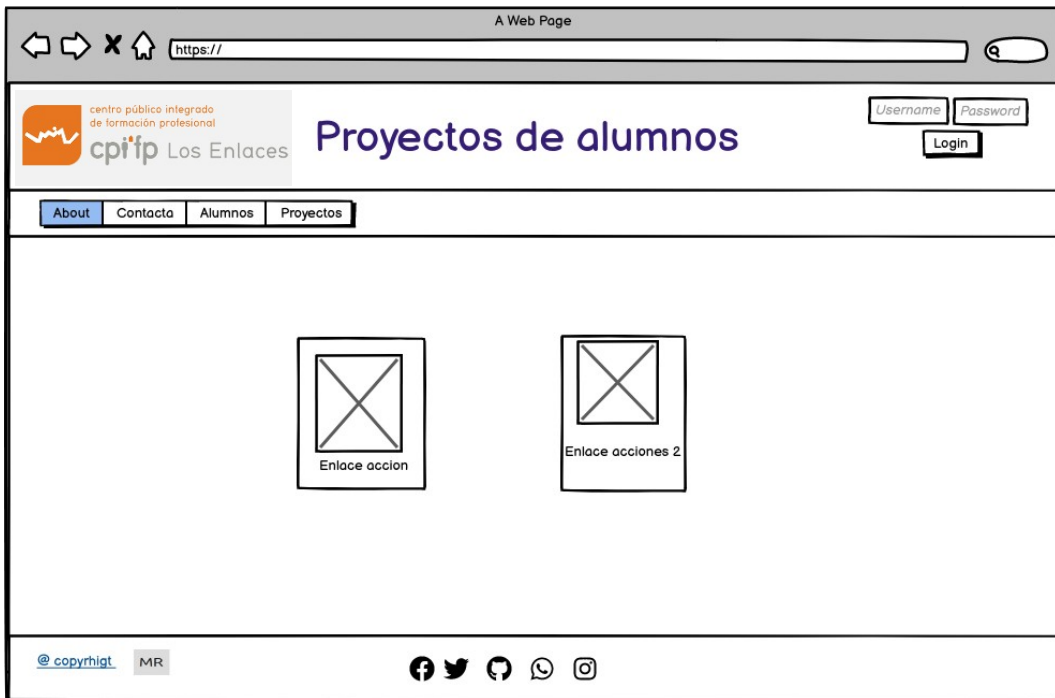 A Web Page
https://
centro público integrado
de formación profesional
cpifp Los Enlaces
Proyectos de alumnos
Username Password
Login
About Contacta Alumnos Proyectos
Enlace accion
Enlace acciones 2
@ copyrhigt MR